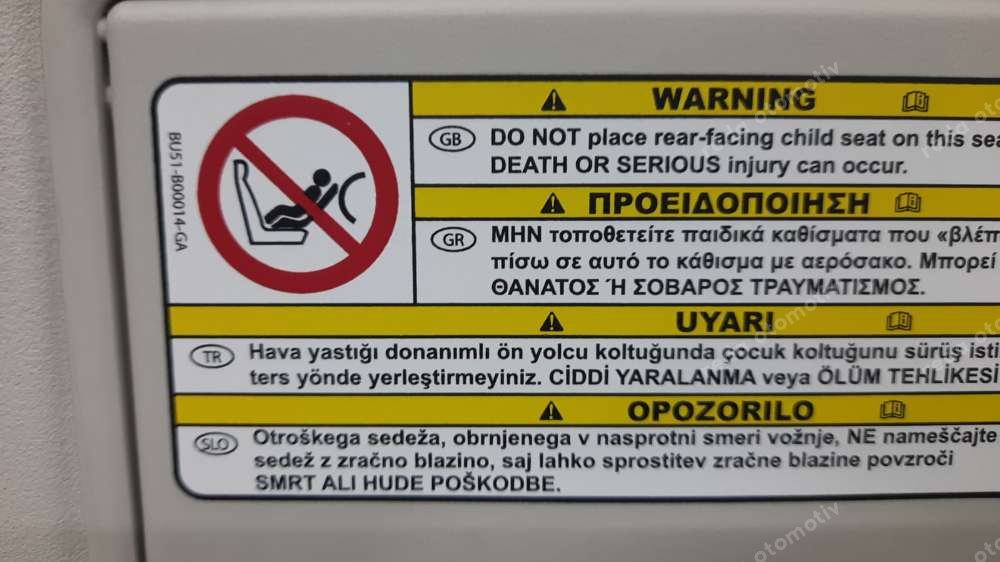 BU51-B00014-GA
WARNING
GB DO NOT place rear-facing child seat on this
DEATH OR SERIOUS injury can occur.
ΠΡΟΕΙΔΟΠΟΙΗΣΗ
GR ΜΗΝ τοποθετείτε παιδικά καθίσματα που
πίσω σε αυτό το κάθισμα με αερόσακο. Μπορεί
ΘΑΝΑΤΟΣ Ή ΣΟΒΑΡΟΣ ΤΡΑΥΜΑΤΙΣΜΟΣ.
UYARI
TR Hava yastığı donanımlı ön yolcu koltuğunda çocuk koltuğunu sürüş
ters yönde yerleştirmeyiniz. CİDDİ YARALANMA veya ÖLÜM TEHLİKESİ
OPOZORILO
SLO Otroškega sedeža, obrnjenega v nasprotni smeri vožnje, NE nameščajte
sedež z zračno blazino, saj lahko sprostitev zračne blazine povzroči
SMRT ALI HUDE POŠKODBE.
otomotiv
otomotiv